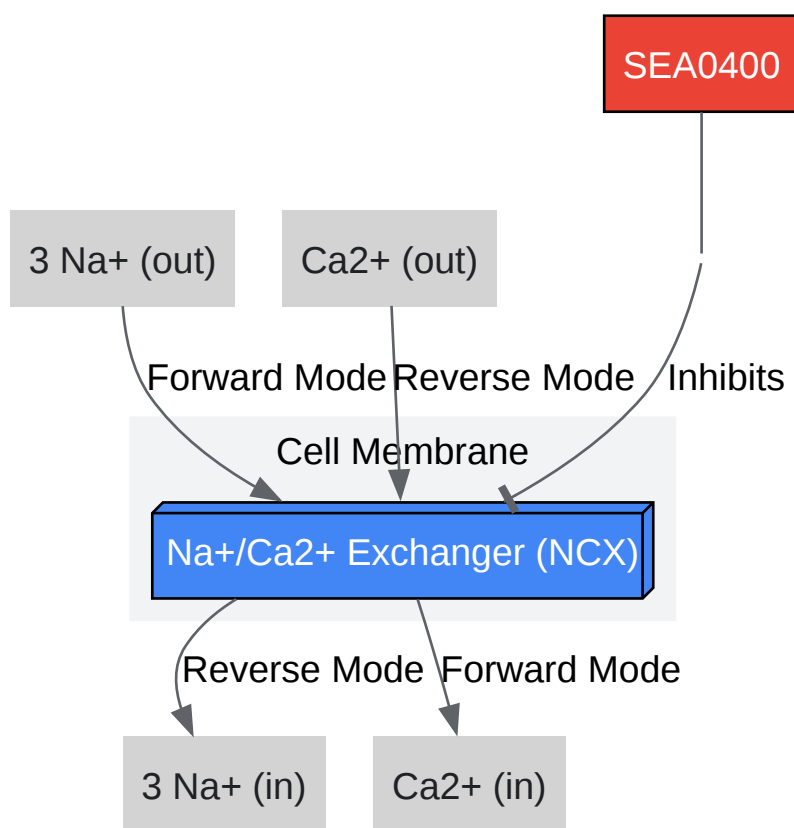 SEA0400
3 Na+ (out)
Ca2+ (out)
Forward Mode
Reverse Mode
Inhibits
Cell Membrane
Na+/Ca2+ Exchanger (NCX)
Reverse Mode
Forward Mode
3 Na+ (in)
Ca2+ (in)